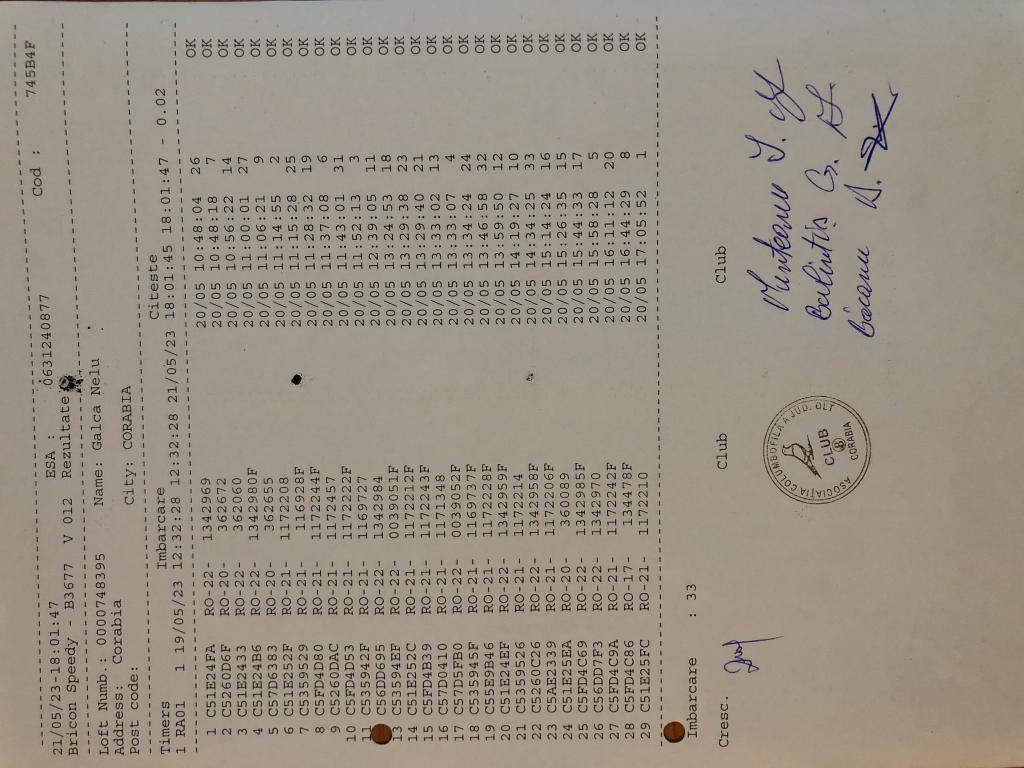 21/05/23-18:01:47 ESA : 0631240877 Cod : 745B4F
Bricon Speedy - B3677 V 012 Rezultate
Loft Numb.: 0000748395 Name: Galca Nelu
Address: Corabia
Post code: City: CORABIA
Timers Imbarcare Citeste
1 RA01 1 19/05/23 12:32:28 12:32:28 21/05/23 18:01:45 18:01:47 - 0.02
1 C51E24FA RO-22- 1342969 20/05 10:48:04 26 OK
2 C5260D6F RO-20- 362672 20/05 10:48:18 7 OK
3 C51E2433 RO-22- 362060 20/05 10:56:22 14 OK
4 C51E24B6 RO-22- 1342980F 20/05 11:00:01 27 OK
5 C57D6383 RO-20- 362655 20/05 11:06:21 9 OK
6 C51E252F RO-21- 1172208 20/05 11:14:55 2 OK
7 C5359529 RO-21- 116928F 20/05 11:15:28 25 OK
8 C5FD4D80 RO-21- 1172244F 20/05 11:28:32 19 OK
9 C5260DAC RO-21- 1172457 20/05 11:37:08 6 OK
10 C5FD4D53 RO-21- 1172222F 20/05 11:43:01 31 OK
11 C535942F RO-21- 1169727 20/05 11:52:13 3 OK
C56DD695 RO-22- 1342984 20/05 12:39:05 11 OK
13 C53594EF RO-22- 0039051F 20/05 13:24:53 18 OK
14 C51E252C RO-21- 1172212F 20/05 13:29:38 23 OK
15 C5FD4B39 RO-21- 1172243F 20/05 13:29:40 21 OK
16 C57D0410 RO-21- 1171348 20/05 13:33:02 13 OK
17 C57D5FB0 RO-22- 0039052F 20/05 13:33:07 4 OK
18 C535945F RO-21- 1169737F 20/05 13:34:24 24 OK
19 C55E9B46 RO-21- 1172228F 20/05 13:46:58 32 OK
20 C51E24EF RO-22- 1342959F 20/05 13:59:50 12 OK
21 C5359526 RO-21- 1172214 20/05 14:19:27 10 OK
22 C5260C26 RO-22- 1342958F 20/05 14:34:25 33 OK
23 C5AE2339 RO-21- 1172206F 20/05 15:14:24 16 OK
24 C51E25EA RO-20- 360089 20/05 15:26:35 15 OK
25 C5FD4C69 RO-22- 1342985F 20/05 15:44:33 17 OK
26 C56DD7F3 RO-22- 1342970 20/05 15:58:28 5 OK
27 C5FD4C9A RO-21- 1172242F 20/05 16:11:12 20 OK
28 C5FD4C86 RO-17- 20/05 16:44:29 8 OK
29 C51E25FC RO-21- 1172210 20/05 17:05:52 1 OK
Imbarcare : 33
Cresc. Club Club
ASOCIAȚIA COLUMBOFILA A JUD. OLT
CLUB
CORABIA
Munteanu I.